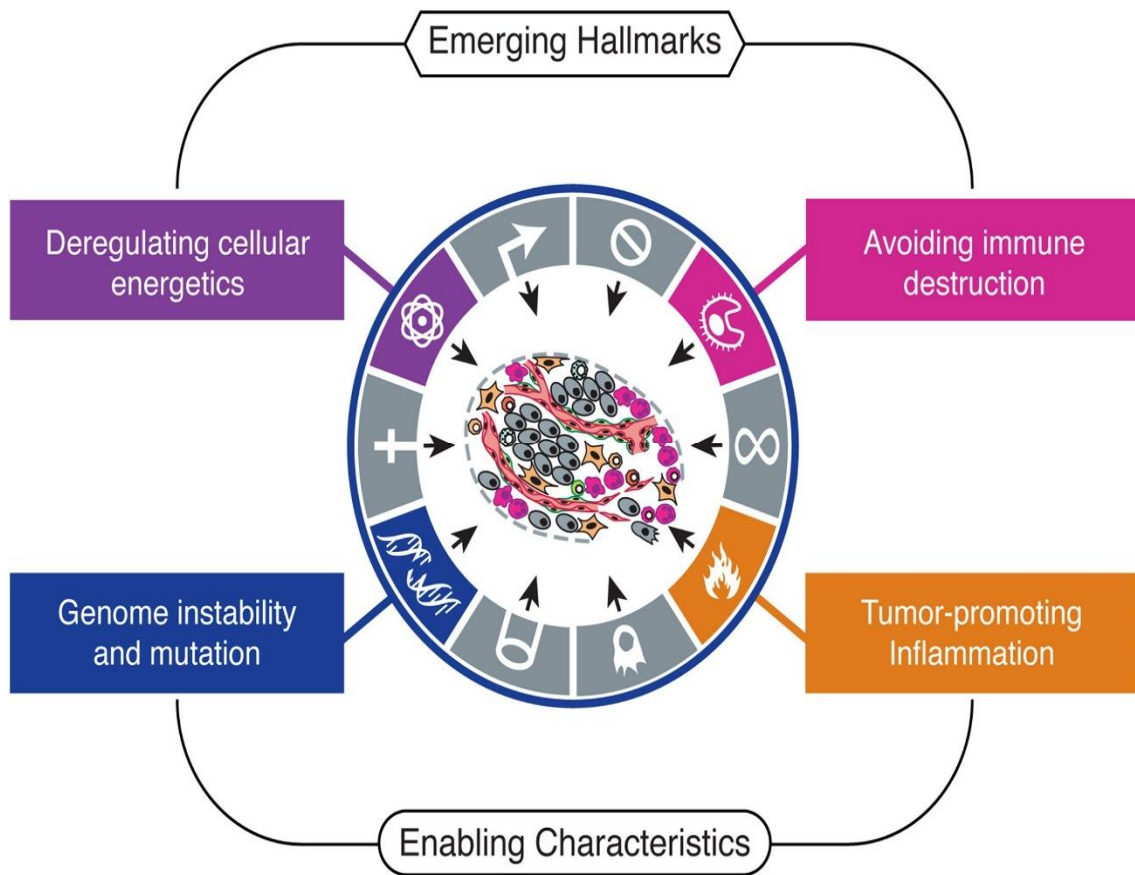 Emerging Hallmarks
Deregulating cellular
energetics
Avoiding immune
destruction
Genome instability
and mutation
Tumor-promoting
Inflammation
Enabling Characteristics